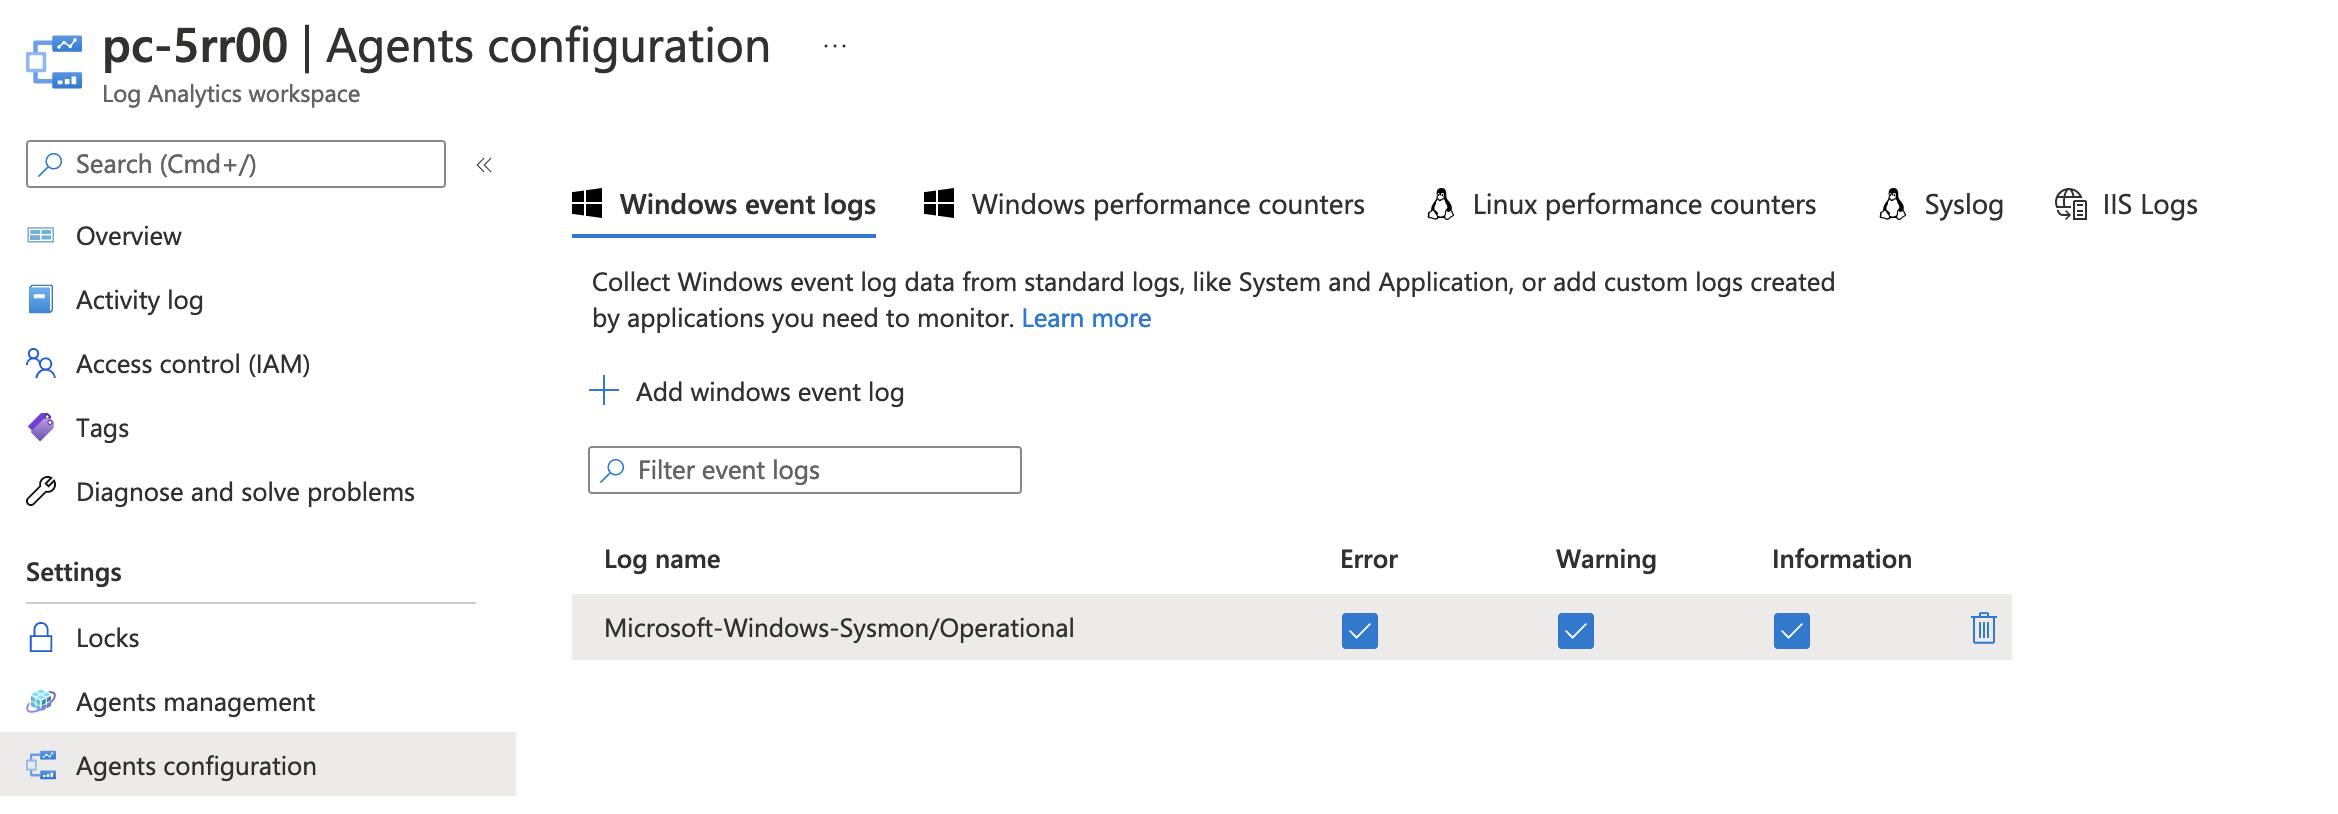 pc-5rr00 | Agents configuration ...
Log Analytics workspace
Search (Cmd+/)
«
Overview
Activity log
Access control (IAM)
Tags
Diagnose and solve problems
Settings
Locks
Agents management
Agents configuration
Windows event logs
Windows performance counters
Linux performance counters
Syslog
IIS Logs
Collect Windows event log data from standard logs, like System and Application, or add custom logs created
by applications you need to monitor. Learn more
Add windows event log
Filter event logs
Log name Error Warning Information
Microsoft-Windows-Sysmon/Operational